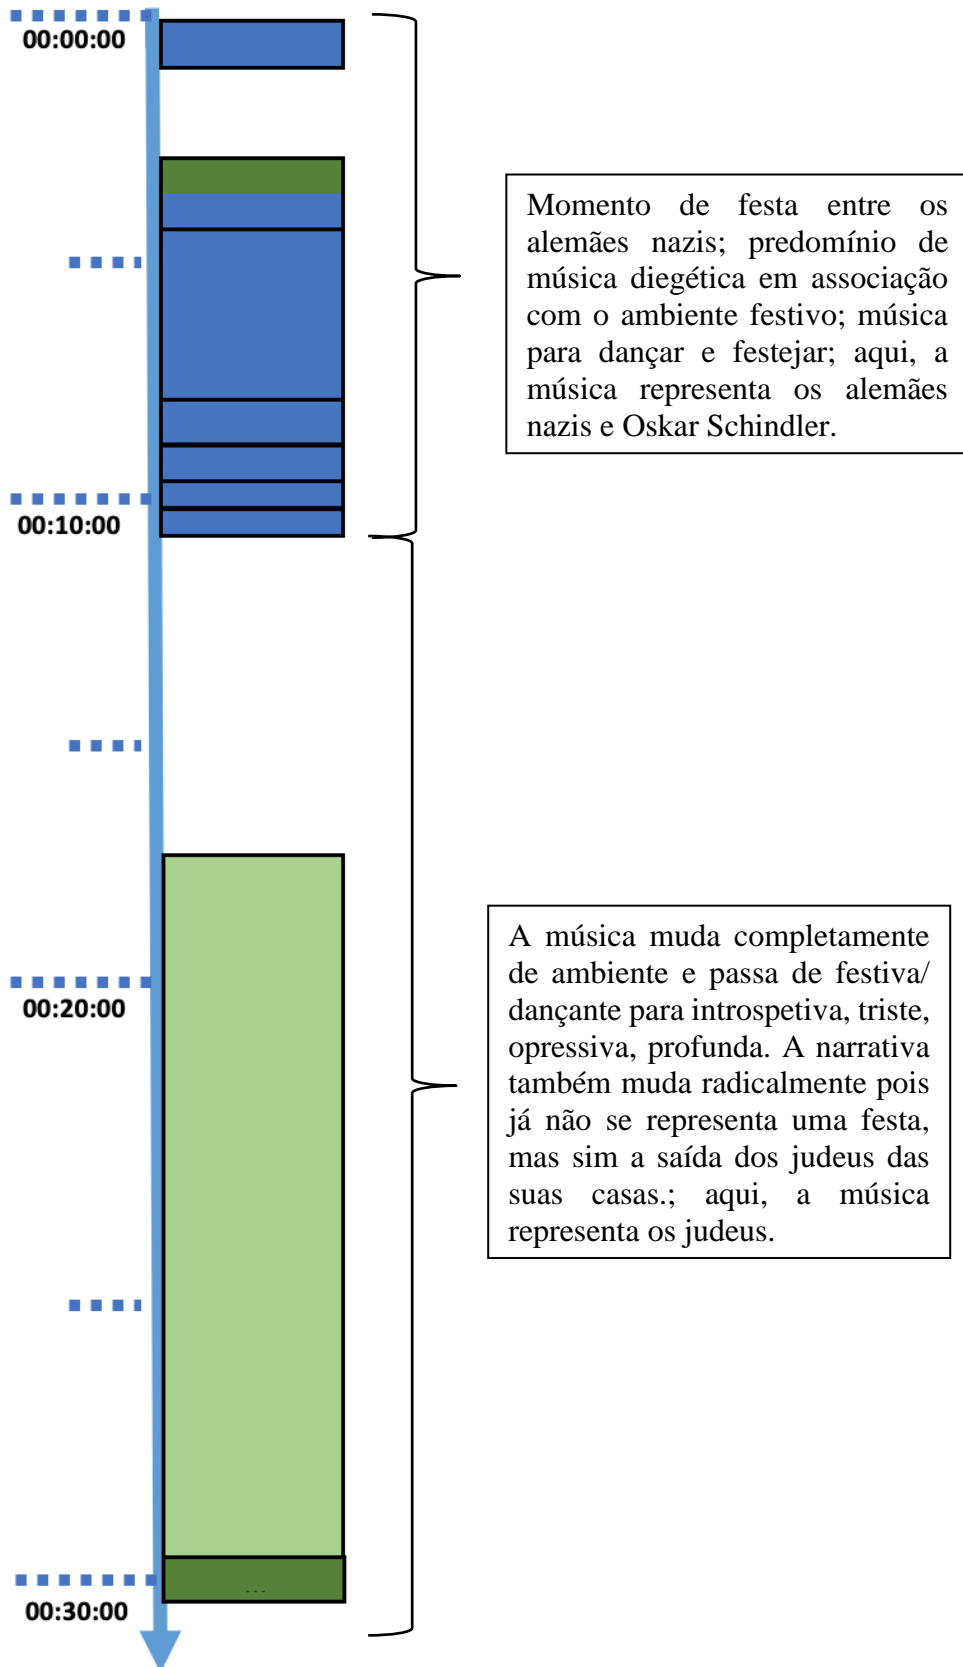 00:00:00
Momento de festa entre os
alemães nazis; predomínio de
música diegética em associação
com o ambiente festivo; música
para dançar e festejar; aqui, a
música representa os alemães
nazis e Oskar Schindler.
00:10:00
A música muda completamente
de ambiente e passa de festiva/
dançante para introspetiva, triste,
opressiva, profunda. A narrativa
também muda radicalmente pois
já não se representa uma festa,
mas sim a saída dos judeus das
suas casas.; aqui, a música
representa os judeus.
00:20:00
...
00:30:00